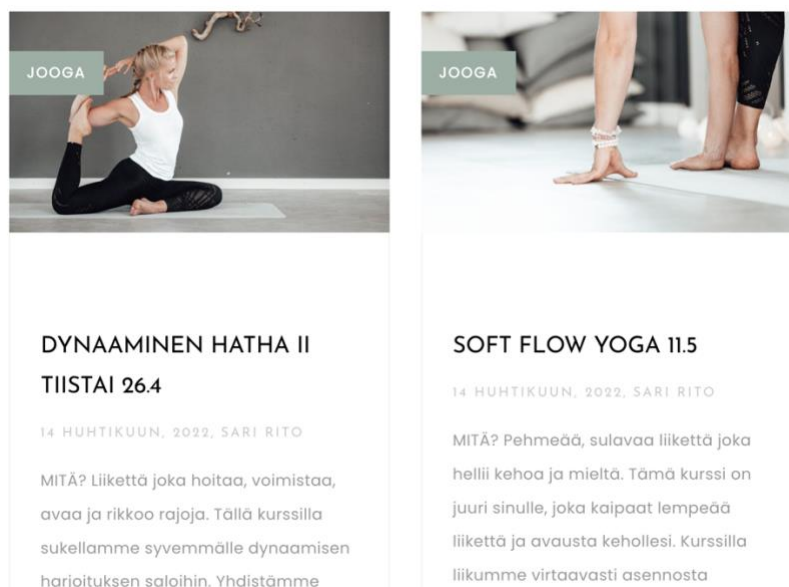 JOOGA
DYNAAMINEN HATHA II
TIISTAI 26.4
14 HUHTIKUUN, 2022, SARI RITO
MITÄ? Liikettä joka hoitaa, voimistaa,
avaa ja rikkoo rajoja. Tällä kurssilla
sukellamme syvemmälle dynaamisen
harjoituksen saloihin. Yhdistämme
JOOGA
SOFT FLOW YOGA 11.5
14 HUHTIKUUN, 2022, SARI RITO
MITÄ? Pehmeää, sulavaa liikettä joka
hellii kehoa ja mieltä. Tämä kurssi on
juuri sinulle, joka kaipaat lempeää
liikettä ja avausta kehollesi. Kurssilla
liikumme virtaavasti asennosta